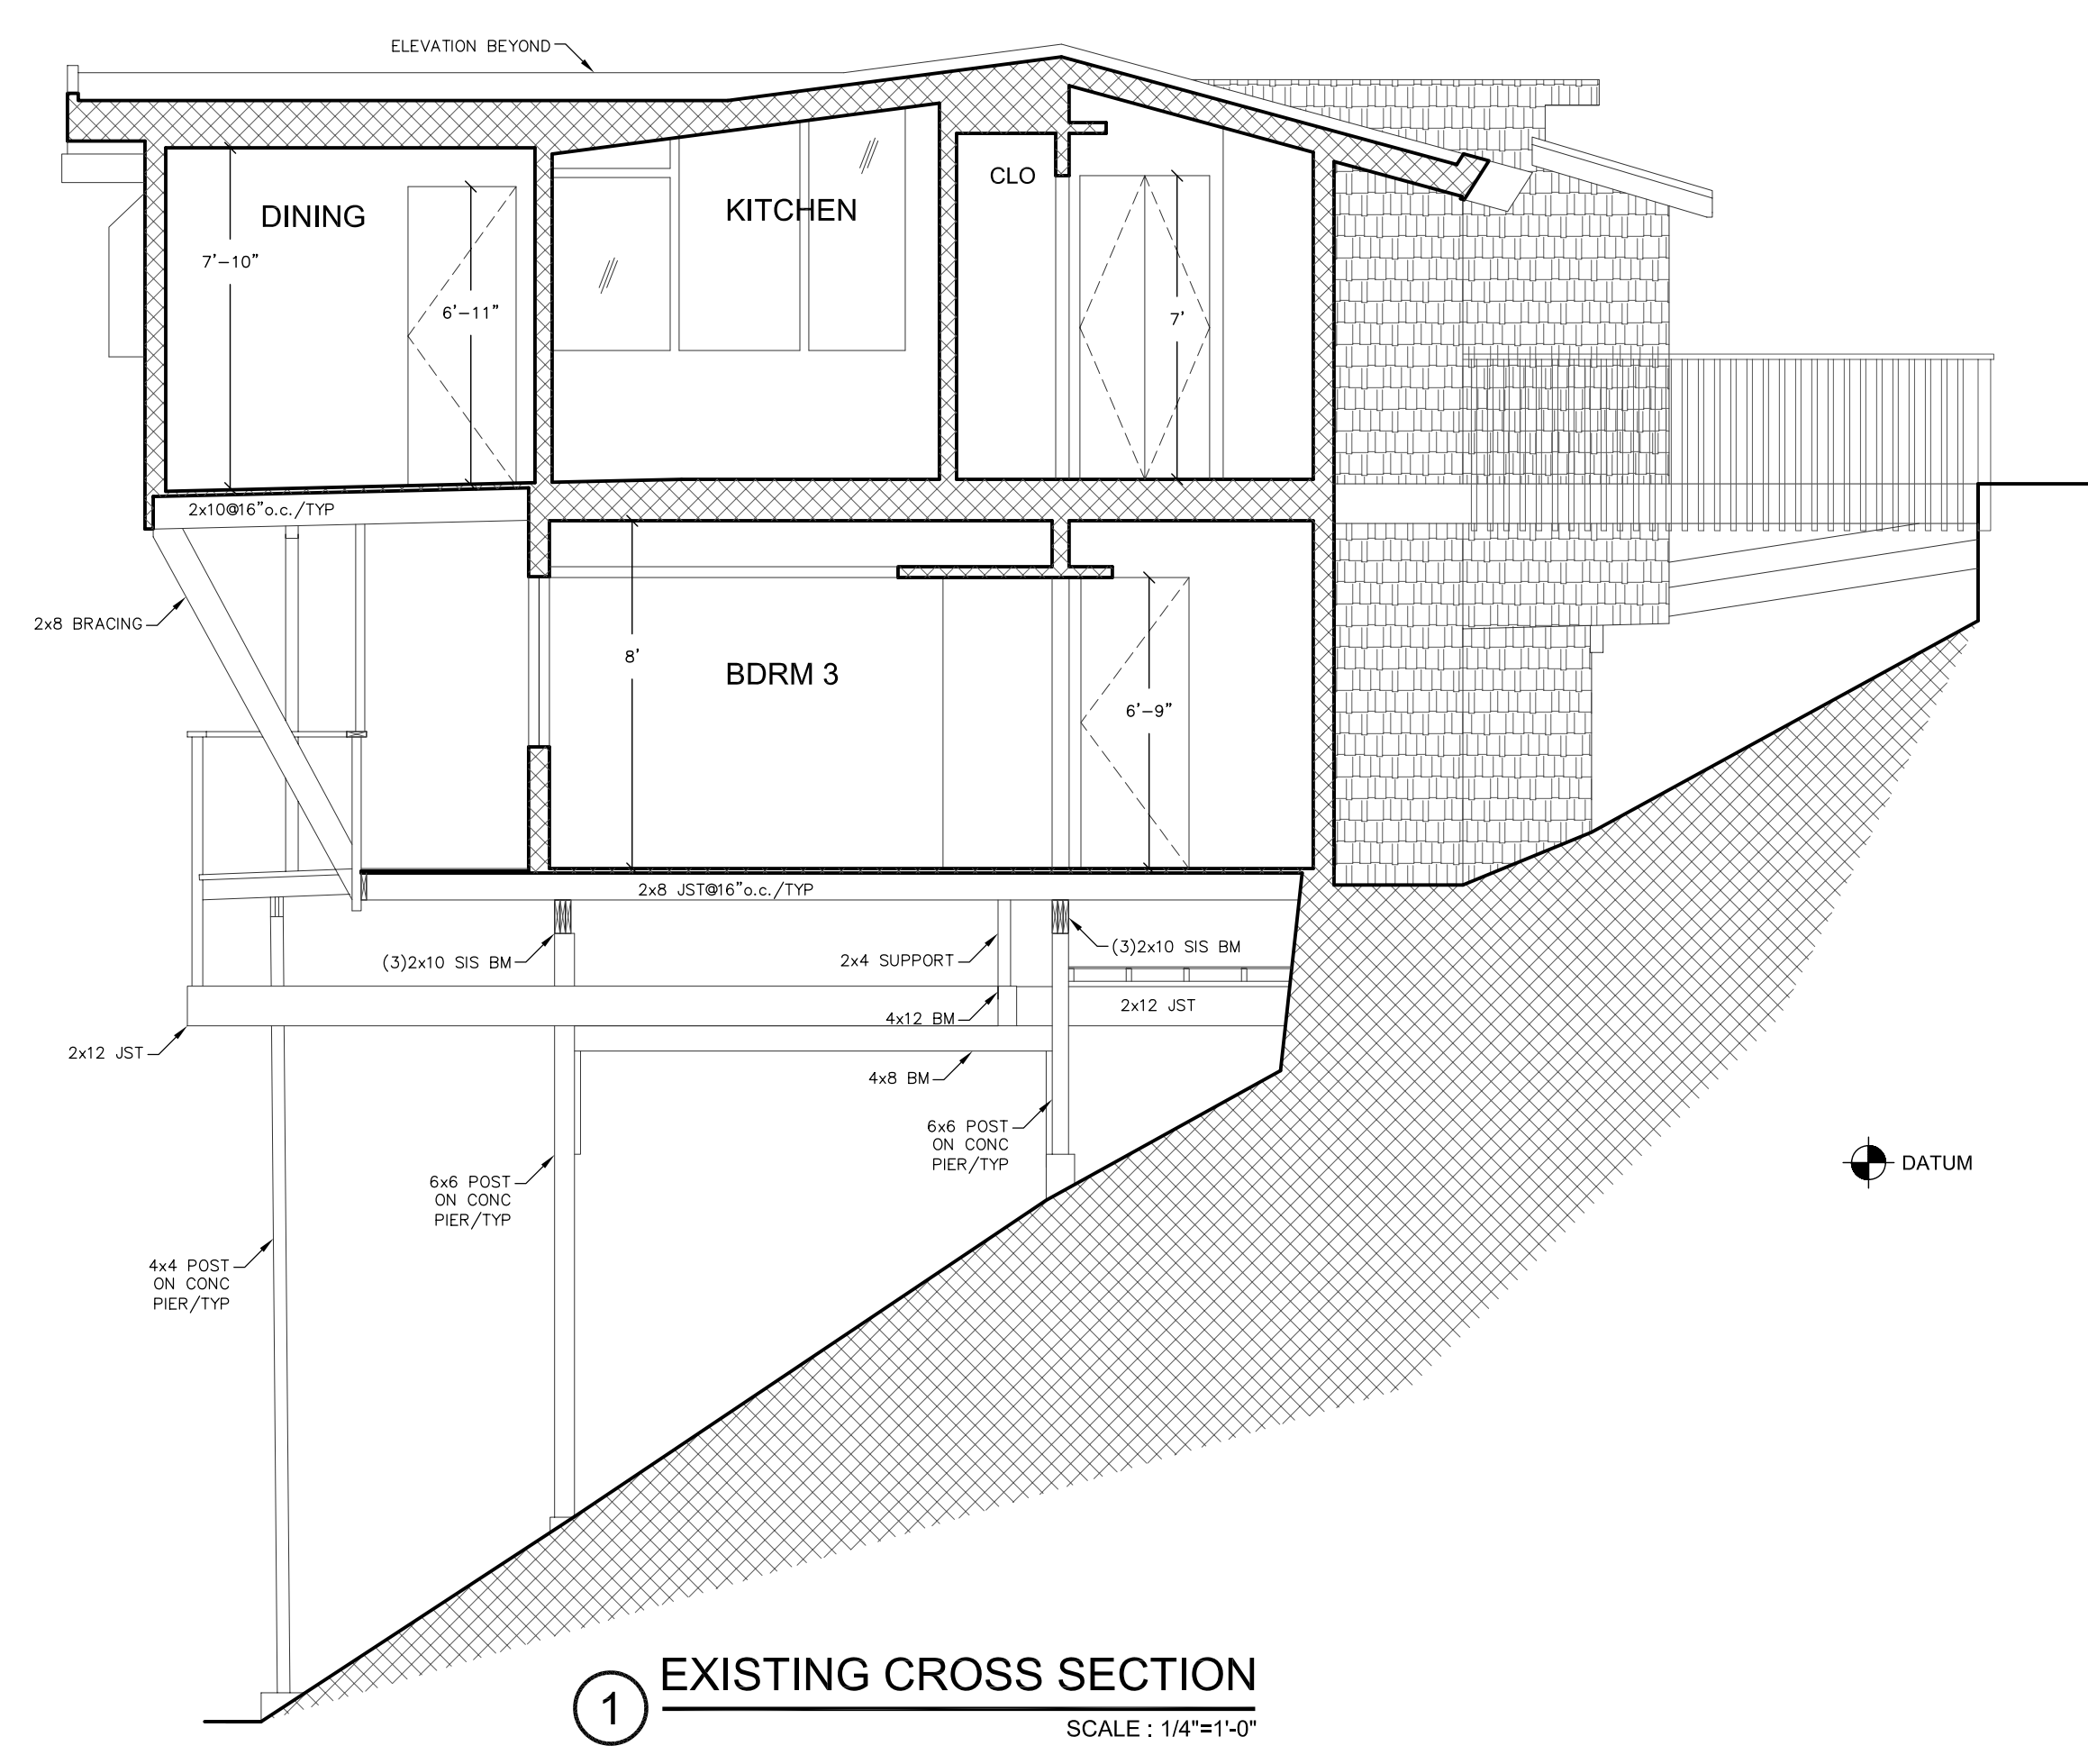 ELEVATION BEYOND
CLO
DINING
KITCHEN
7'-10"
6'-11"
7'
2x10@16"o.c./TYP
2x8 BRACING
8'
BDRM 3
6'-9"
2x8 JST@16"o.c./TYP
(3)2x10 SIS BM
2x4 SUPPORT
(3)2x10 SIS BM
4x12 BM
2x12 JST
2x12 JST
4x8 BM
6x6 POST
ON CONC
PIER/TYP
6x6 POST
ON CONC
PIER/TYP
DATUM
4x4 POST
ON CONC
PIER/TYP
1
EXISTING CROSS SECTION
SCALE : 1/4"=1'-0"